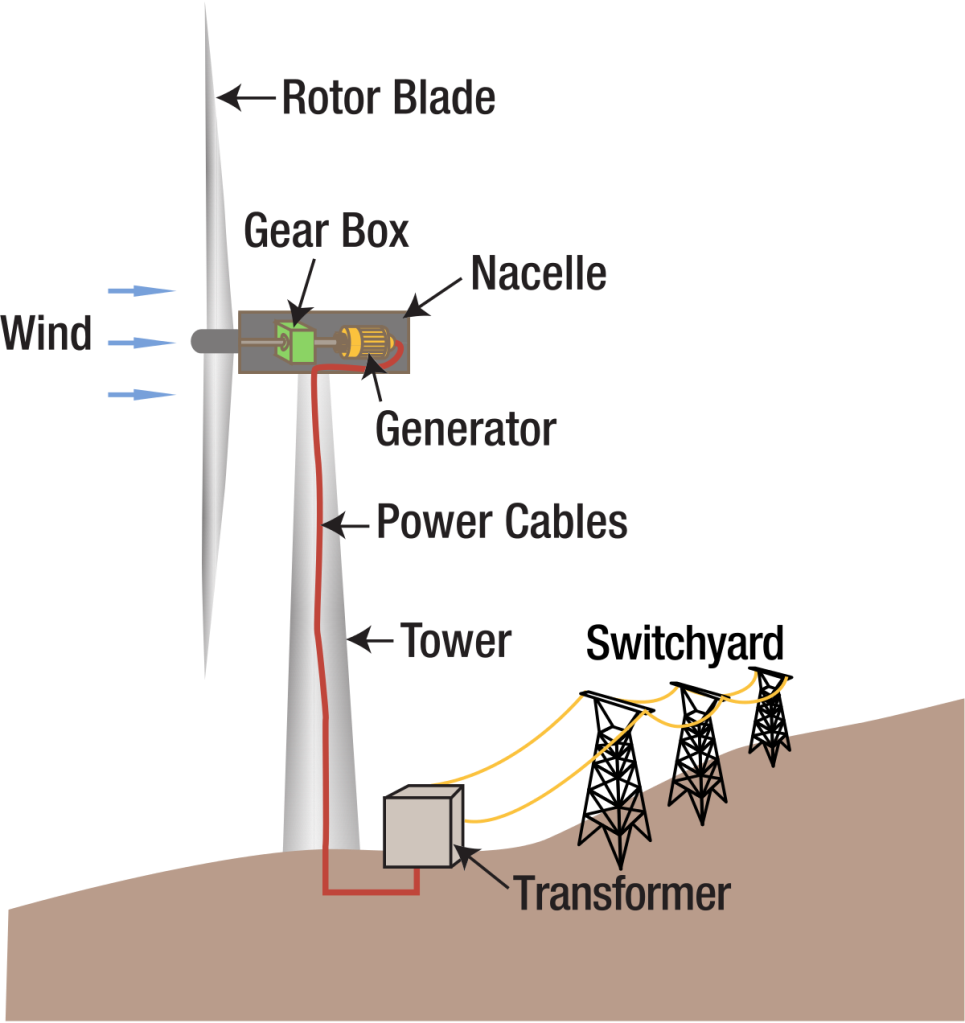 Rotor Blade
Gear Box
Nacelle
Wind
Generator
Power Cables
Tower
Switchyard
Transformer